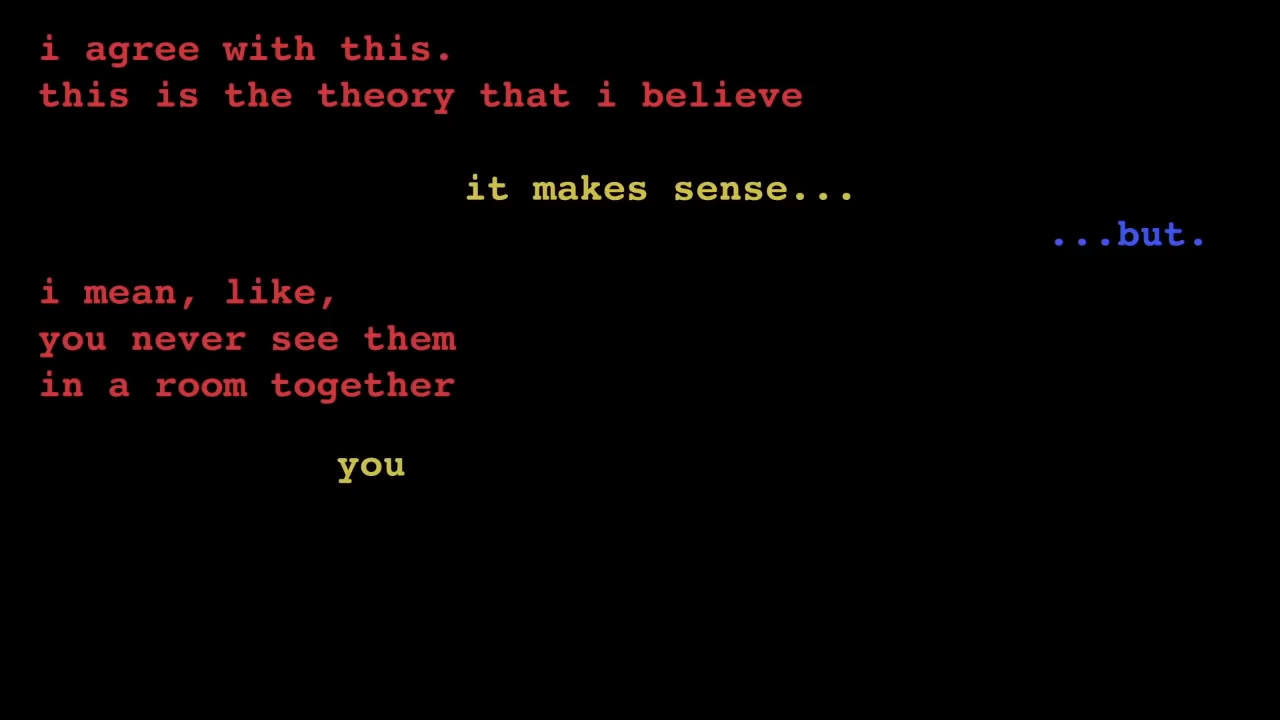 i agree with this.
this is the theory that i believe
it makes sense...
...but.
i mean, like,
you never see them
in a room together
you